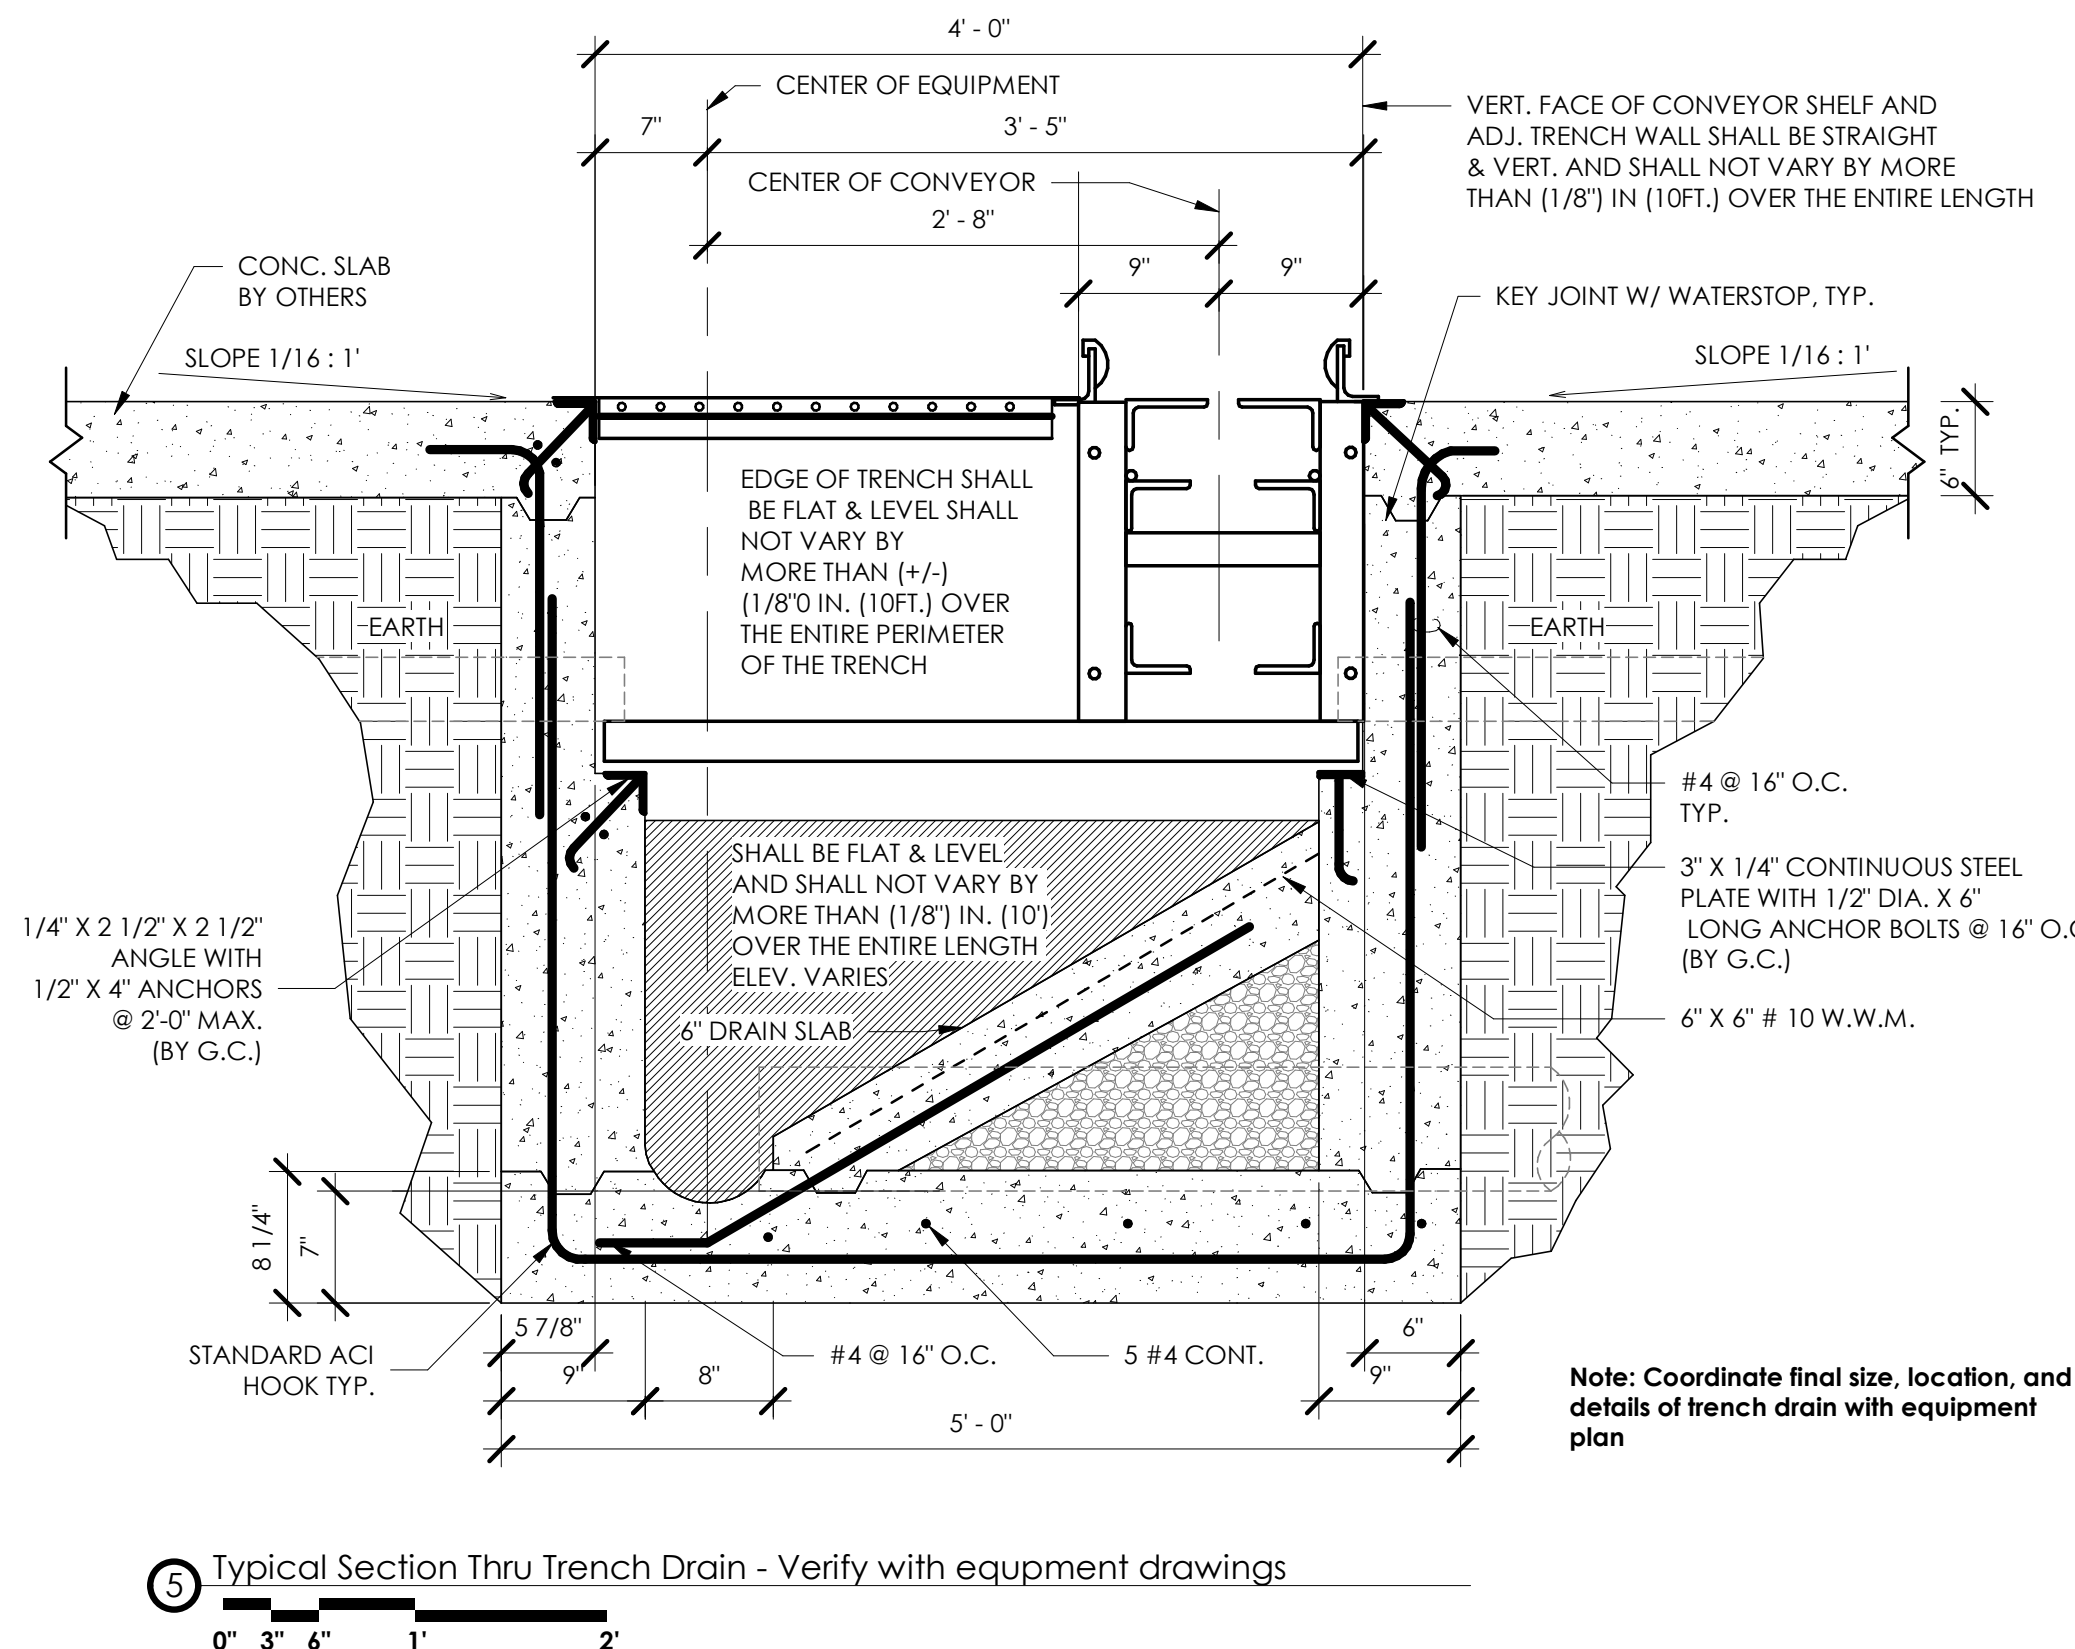 4' - 0"
CENTER OF EQUIPMENT
7"
3' - 5"
VERT. FACE OF CONVEYOR SHELF AND
ADJ. TRENCH WALL SHALL BE STRAIGHT
& VERT. AND SHALL NOT VARY BY MORE
THAN (1/8") IN (10FT.) OVER THE ENTIRE LENGTH
CENTER OF CONVEYOR
2' - 8"
9"
9"
CONC. SLAB
BY OTHERS
KEY JOINT W/ WATERSTOP, TYP.
SLOPE 1/16 : 1'
SLOPE 1/16 : 1'
6" TYP.
EDGE OF TRENCH SHALL
BE FLAT & LEVEL SHALL
NOT VARY BY
MORE THAN (+/-)
(1/8"0 IN. (10FT.) OVER
THE ENTIRE PERIMETER
OF THE TRENCH
EARTH
EARTH
#4 @ 16" O.C.
TYP.
SHALL BE FLAT & LEVEL
AND SHALL NOT VARY BY
MORE THAN (1/8") IN. (10')
OVER THE ENTIRE LENGTH
ELEV. VARIES
3" X 1/4" CONTINUOUS STEEL
PLATE WITH 1/2" DIA. X 6"
LONG ANCHOR BOLTS @ 16" O.C
(BY G.C.)
1/4" X 2 1/2" X 2 1/2"
ANGLE WITH
1/2" X 4" ANCHORS
@ 2'-0" MAX.
(BY G.C.)
6" DRAIN SLAB
6" X 6" # 10 W.W.M.
8 1/4"
7"
5 7/8"
6"
STANDARD ACI
HOOK TYP.
#4 @ 16" O.C.
5 #4 CONT.
9"
8"
9"
5' - 0"
Note: Coordinate final size, location, and
details of trench drain with equipment
plan
5
Typical Section Thru Trench Drain - Verify with equpment drawings
0" 3" 6" 1' 2'